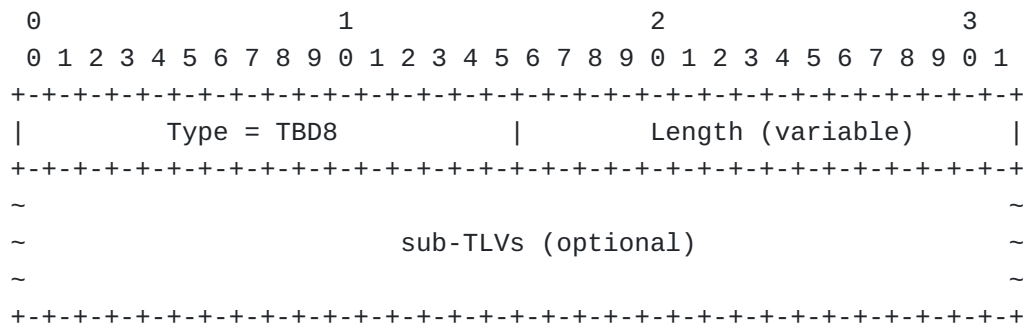 0                   1                   2                   3
 0 1 2 3 4 5 6 7 8 9 0 1 2 3 4 5 6 7 8 9 0 1 2 3 4 5 6 7 8 9 0 1
+-+-+-+-+-+-+-+-+-+-+-+-+-+-+-+-+-+-+-+-+-+-+-+-+-+-+-+-+-+-+-+-+
|         Type = TBD8           |        Length (variable)      |
+-+-+-+-+-+-+-+-+-+-+-+-+-+-+-+-+-+-+-+-+-+-+-+-+-+-+-+-+-+-+-+-+
~                                                               ~
~                        sub-TLVs (optional)                    ~
~                                                               ~
+-+-+-+-+-+-+-+-+-+-+-+-+-+-+-+-+-+-+-+-+-+-+-+-+-+-+-+-+-+-+-+-+